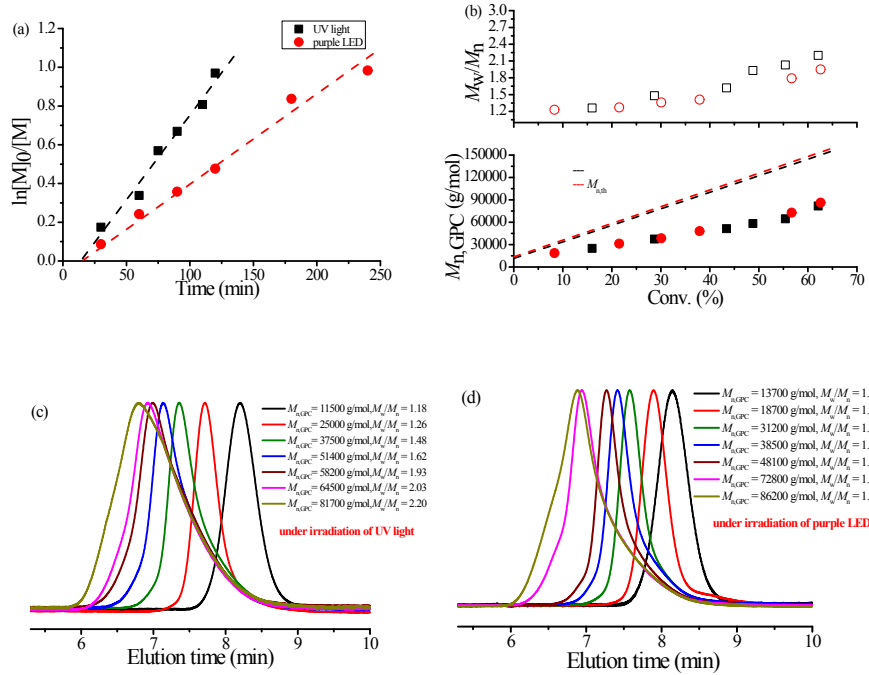 (a)
UV light
purple LED
ln[M]0/[M]
1.2
1.0
0.8
0.6
0.4
0.2
0.0
0 50 100 150 200 250
Time (min)
(b)
Mw/Mn
3.0
2.7
2.4
2.1
1.8
1.5
1.2
Mn,GPC (g/mol)
150000
120000
90000
60000
30000
0
Mn,th
0 10 20 30 40 50 60 70
Conv. (%)
(c)
Mn,GPC= 11500 g/mol,Mw/Mn = 1.18
Mn,GPC= 25000 g/mol,Mw/Mn = 1.26
Mn,GPC= 37500 g/mol,Mw/Mn = 1.48
Mn,GPC= 51400 g/mol,Mw/Mn = 1.62
Mn,GPC= 58200 g/mol,Mw/Mn = 1.93
Mn,GPC= 64500 g/mol,Mw/Mn = 2.03
Mn,GPC= 81700 g/mol,Mw/Mn = 2.20
under irradiation of UV light
6 7 8 9 10
Elution time (min)
(d)
Mn,GPC = 13700 g/mol, Mw/Mn = 1.
Mn,GPC = 18700 g/mol, Mw/Mn = 1.
Mn,GPC = 31200 g/mol, Mw/Mn = 1.
Mn,GPC = 38500 g/mol, Mw/Mn = 1.
Mn,GPC = 48100 g/mol, Mw/Mn = 1.
Mn,GPC = 72800 g/mol, Mw/Mn = 1.
Mn,GPC = 86200 g/mol, Mw/Mn = 1.
under irradiation of purple LED
6 7 8 9 10
Elution time (min)